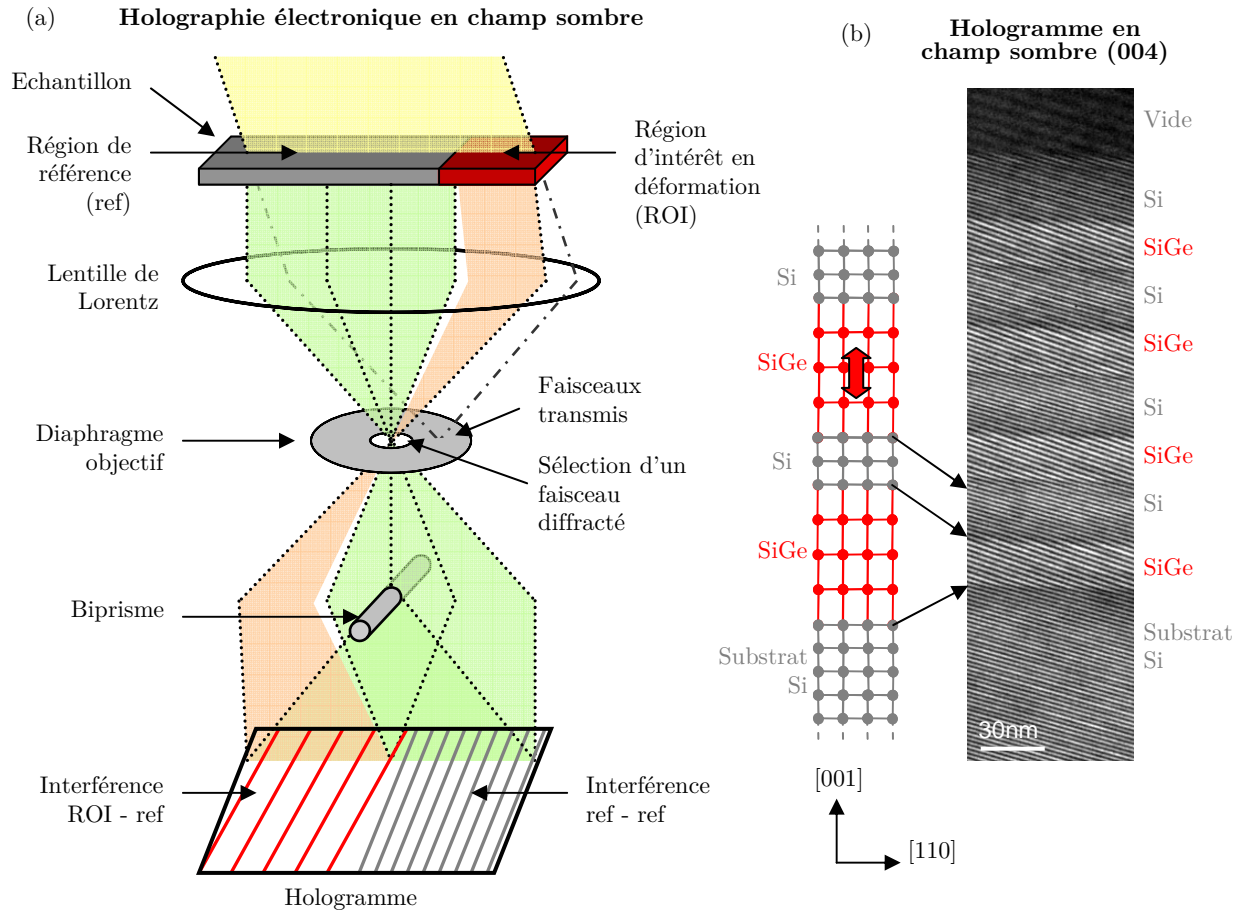 (a)
Holographie électronique en champ sombre
Echantillon
Région de
référence
(ref)
Région
d'intérêt en
déformation
(ROI)
Lentille de
Lorentz
Faisceaux
transmis
Diaphragme
objectif
Sélection d'un
faisceau
diffracté
Biprisme
Interférence
ROI - ref
Interférence
ref - ref
Hologramme
(b)
Hologramme en
champ sombre (004)
Si
SiGe
Si
SiGe
Substrat
Si
Vide
Si
SiGe
Si
SiGe
Si
SiGe
Si
SiGe
Substrat
Si
30nm
[001]
[110]